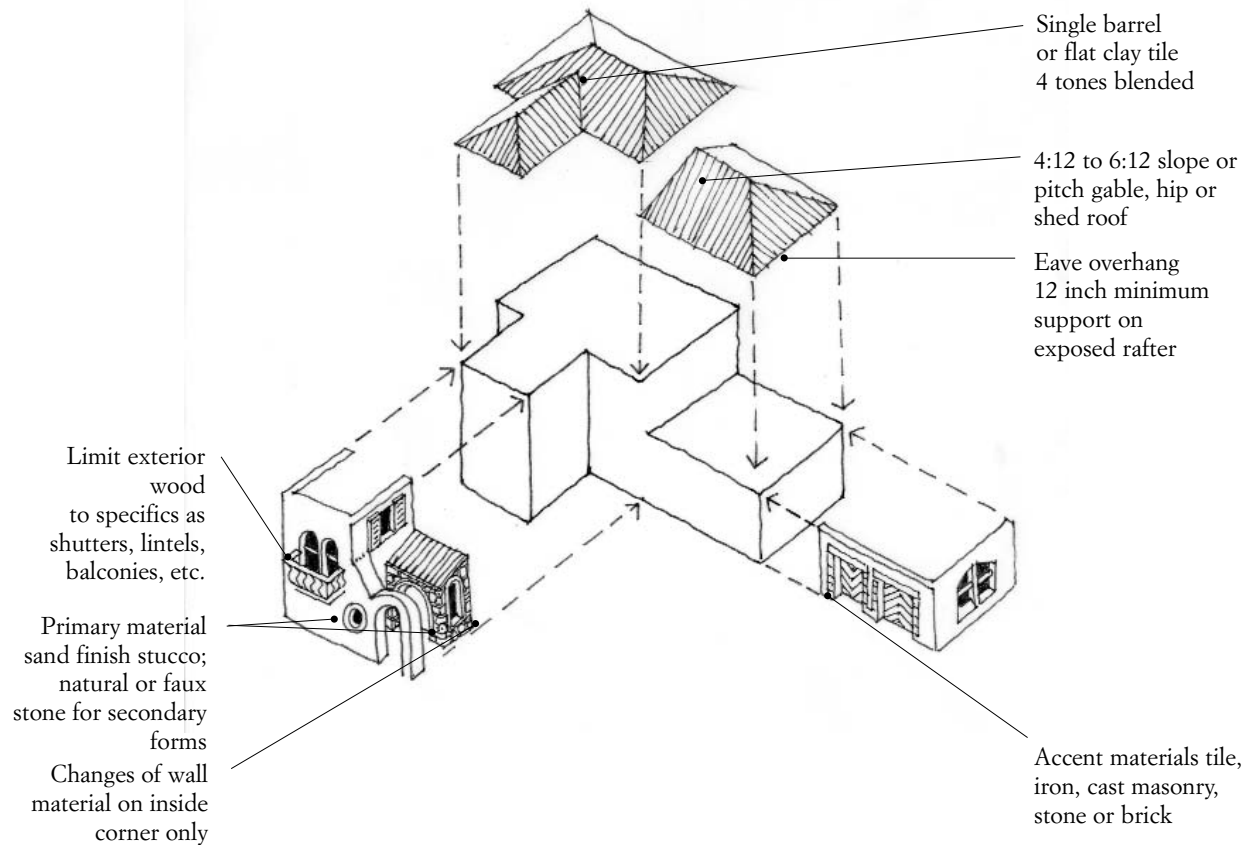 Single barrel
or flat clay tile
4 tones blended
4:12 to 6:12 slope or
pitch gable, hip or
shed roof
Eave overhang
12 inch minimum
support on
exposed rafter
Limit exterior
wood
to specifics as
shutters, lintels,
balconies, etc.
Primary material
sand finish stucco;
natural or faux
stone for secondary
forms
Changes of wall
material on inside
corner only
Accent materials tile,
iron, cast masonry,
stone or brick